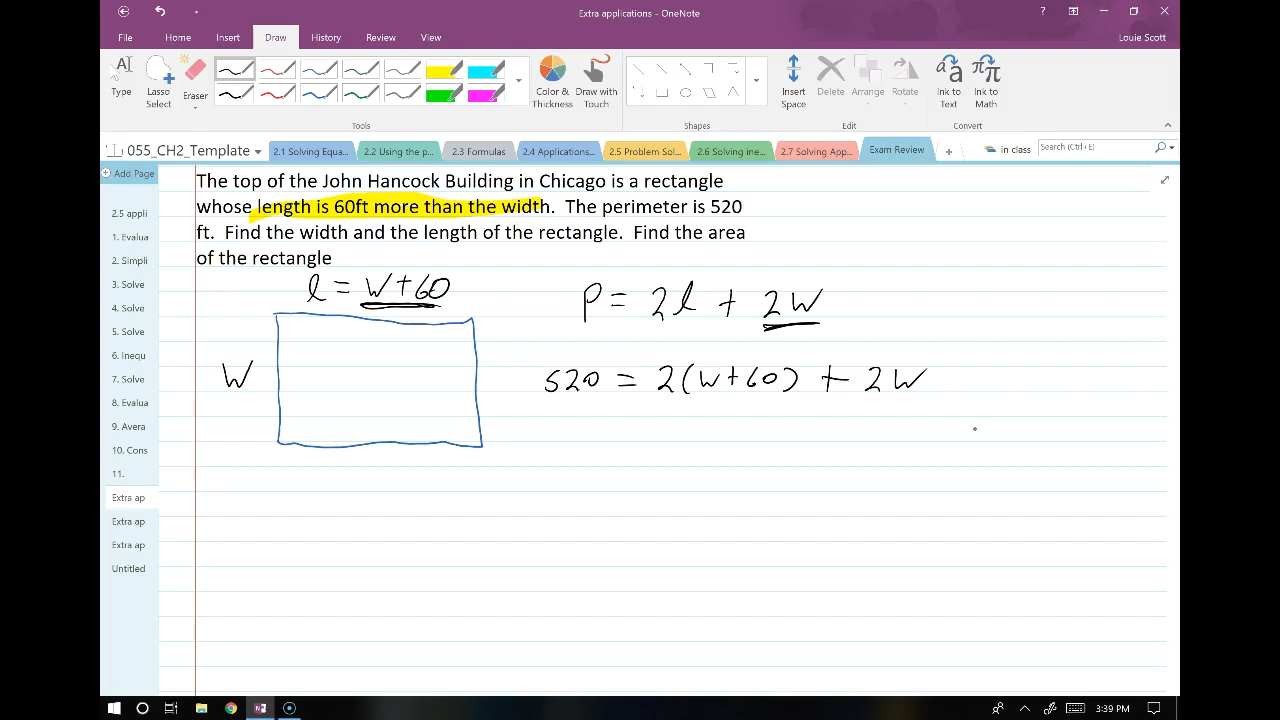 Extra applications - OneNote
? 
File Home Insert Draw History Review View
Louie Scott
Type
Lasso Select
Eraser
Color & Thickness
Draw with Touch
Insert Space
Delete
Arrange
Rotate
Ink to Text
Ink to Math
Tools
Shapes
Edit
Convert
055_CH2_Template
2.1 Solving Equa...
2.2 Using the p...
2.3 Formulas
2.4 Applications...
2.5 Problem Sol...
2.6 Solving ine...
2.7 Solving App...
Exam Review
in class
Search (Ctrl+E)
Add Page
2.5 appli
1. Evalua
2. Simpli
3. Solve
4. Solve
5. Solve
6. Inequ
7. Solve
8. Evalua
9. Avera
10. Cons
11.
Extra ap
Extra ap
Extra ap
Untitled
The top of the John Hancock Building in Chicago is a rectangle
whose length is 60ft more than the width. The perimeter is 520
ft. Find the width and the length of the rectangle. Find the area
of the rectangle
l = W+60
W
P = 2l + 2W
520 = 2(W+60) + 2W
3:39 PM